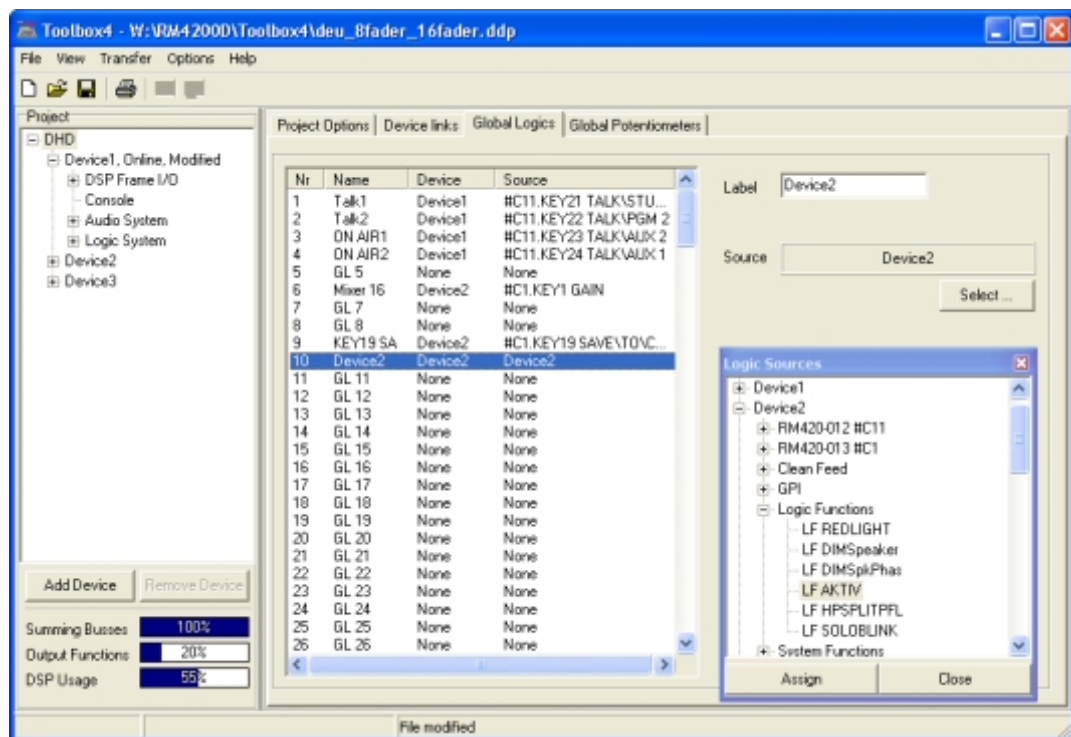 Toolbox4 - W:\RM4200D\Toolbox4\deu_8fader_16fader.ddp
File View Transfer Options Help
Project
DHD
Device1, Online, Modified
DSP Frame I/O
Console
Audio System
Logic System
Device2
Device3
Add Device
Remove Device
Summing Busses 100%
Output Functions 20%
DSP Usage 55%
Project Options Device links Global Logics Global Potentiometers
Nr Name Device Source
1 Talk1 Device1 #C11.KEY21 TALK\STU...
2 Talk2 Device1 #C11.KEY22 TALK\PGM 2
3 ON AIR1 Device1 #C11.KEY23 TALK\AUX 2
4 ON AIR2 Device1 #C11.KEY24 TALK\AUX 1
5 GL 5 None None
6 Mixer 16 Device2 #C1.KEY1 GAIN
7 GL 7 None None
8 GL 8 None None
9 KEY19 SA Device2 #C1.KEY19 SAVE\TO\C...
10 Device2 Device2 Device2
11 GL 11 None None
12 GL 12 None None
13 GL 13 None None
14 GL 14 None None
15 GL 15 None None
16 GL 16 None None
17 GL 17 None None
18 GL 18 None None
19 GL 19 None None
20 GL 20 None None
21 GL 21 None None
22 GL 22 None None
23 GL 23 None None
24 GL 24 None None
25 GL 25 None None
26 GL 26 None None
Label Device2
Source Device2
Select ...
Logic Sources
Device1
Device2
RM420-012 #C11
RM420-013 #C1
Clean Feed
GPI
Logic Functions
LF REDLIGHT
LF DIMSpeaker
LF DIMSpkPhas
LF AKTIV
LF HPSPLITPFL
LF SOLOBLINK
System Functions
Assign Close
File modified